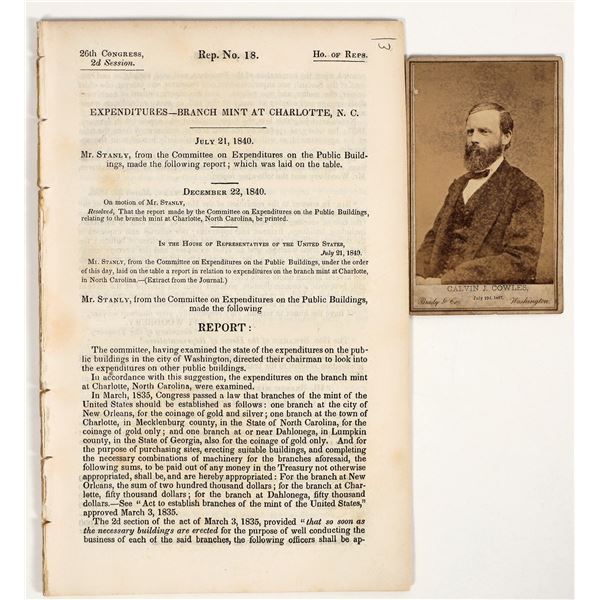 26th Congress,
2d Session.
Rep. No. 18.
Ho. of Reps.
3
EXPENDITURES—BRANCH MINT AT CHARLOTTE, N. C.
July 21, 1840.
Mr. Stanly, from the Committee on Expenditures on the Public Build-
ings, made the following report; which was laid on the table.
December 22, 1840.
On motion of Mr. Stanly,
Resolved, That the report made by the Committee on Expenditures on the Public Buildings,
relating to the branch mint at Charlotte, North Carolina, be printed.
In the House of Representatives of the United States,
July 21, 1840.
Mr. Stanly, from the Committee on Expenditures on the Public Buildings, under the order
of this day, laid on the table a report in relation to expenditures on the branch mint at Charlotte,
in North Carolina.—(Extract from the Journal.)
Mr. Stanly, from the Committee on Expenditures on the Public Buildings,
made the following
REPORT:
The committee, having examined the state of the expenditures on the pub-
lic buildings in the city of Washington, directed their chairman to look into
the expenditures on other public buildings.
In accordance with this suggestion, the expenditures on the branch mint
at Charlotte, North Carolina, were examined.
In March, 1835, Congress passed a law that branches of the mint of the
United States should be established as follows: one branch at the city of
New Orleans, for the coinage of gold and silver; one branch at the town of
Charlotte, in Mecklenburg county, in the State of North Carolina, for the
coinage of gold only; and one branch at or near Dahlonega, in Lumpkin
county, in the State of Georgia, also for the coinage of gold only. And for
the purpose of purchasing sites, erecting suitable buildings, and completing
the necessary combinations of machinery for the branches aforesaid, the
following sums, to be paid out of any money in the Treasury not otherwise
appropriated, shall be, and are hereby appropriated: For the branch at New
Orleans, the sum of two hundred thousand dollars; for the branch at Char-
lotte, fifty thousand dollars; for the branch at Dahlonega, fifty thousand
dollars.—See "Act to establish branches of the mint of the United States,"
approved March 3, 1835.
The 2d section of the act of March 3, 1835, provided "that so soon as
the necessary buildings are erected for the purpose of well conducting the
business of each of the said branches, the following officers shall be ap-
CALVIN J. COWLES,
July 23d, 1867.
Brady & Co.
Washington.